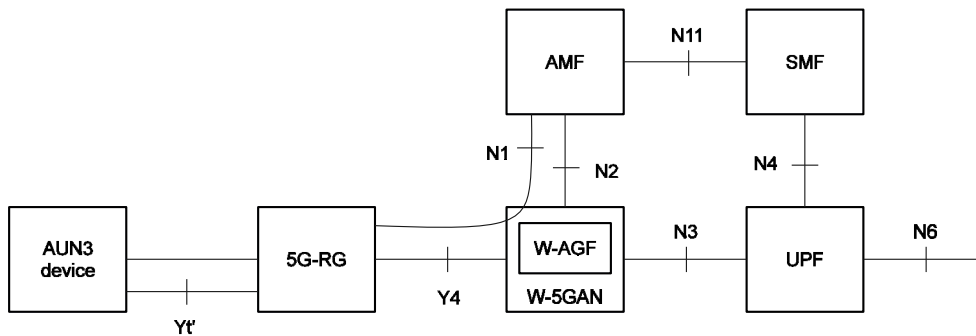 N11
AMF
SMF
N1
N2
N4
AUN3
device
5G-RG
W-AGF
N3
UPF
N6
Y4
W-5GAN
Yt'